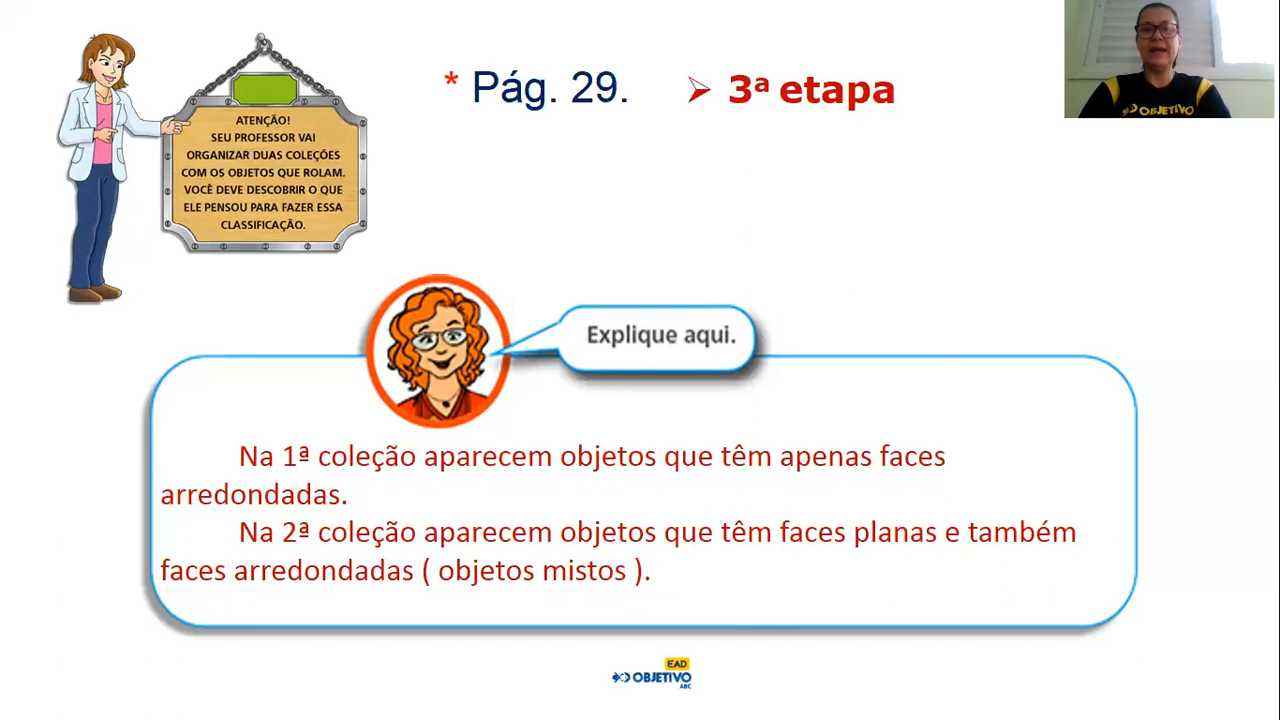 * Pág. 29.
➢ 3ª etapa
OBJETIVO
ATENÇÃO!
SEU PROFESSOR VAI
ORGANIZAR DUAS COLEÇÕES
COM OS OBJETOS QUE ROLAM.
VOCÊ DEVE DESCOBRIR O QUE
ELE PENSOU PARA FAZER ESSA
CLASSIFICAÇÃO.
Explique aqui.
Na 1ª coleção aparecem objetos que têm apenas faces
arredondadas.
Na 2ª coleção aparecem objetos que têm faces planas e também
faces arredondadas ( objetos mistos ).
EAD
OBJETIVO
ABC